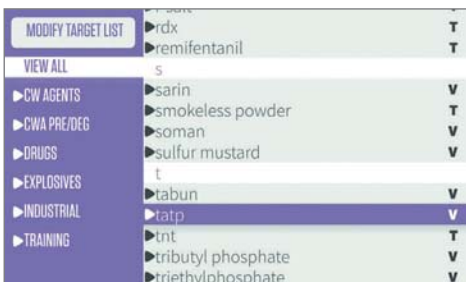 MODIFY TARGET LIST
VIEW ALL
▶CW AGENTS
▶CWA PRE/DEG
▶DRUGS
▶EXPLOSIVES
▶INDUSTRIAL
▶TRAINING
▶rdx T
▶remifentanil T
s
▶sarin V
▶smokeless powder T
▶soman V
▶sulfur mustard V
t
▶tabun V
▶tatp V
▶tnt T
▶tributyl phosphate V
▶triethylphosphate V